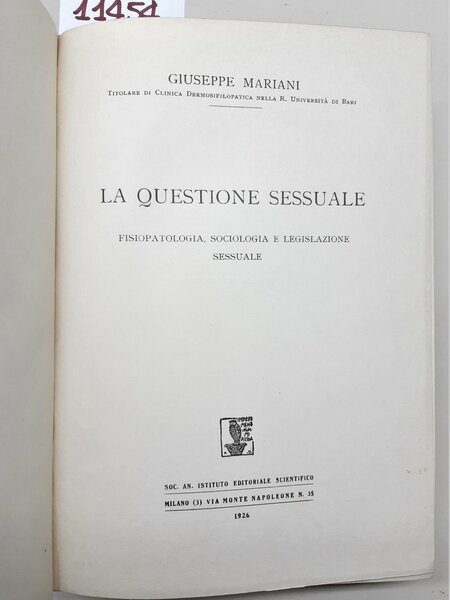 11454
GIUSEPPE MARIANI
TITOLARE DI CLINICA DERMOSIFILOPATICA NELLA R. UNIVERSITÀ DI BARI
LA QUESTIONE SESSUALE
FISIOPATOLOGIA, SOCIOLOGIA E LEGISLAZIONE
SESSUALE
SOC. AN. ISTITUTO EDITORIALE SCIENTIFICO
MILANO (3) VIA MONTE NAPOLEONE N. 35
1926